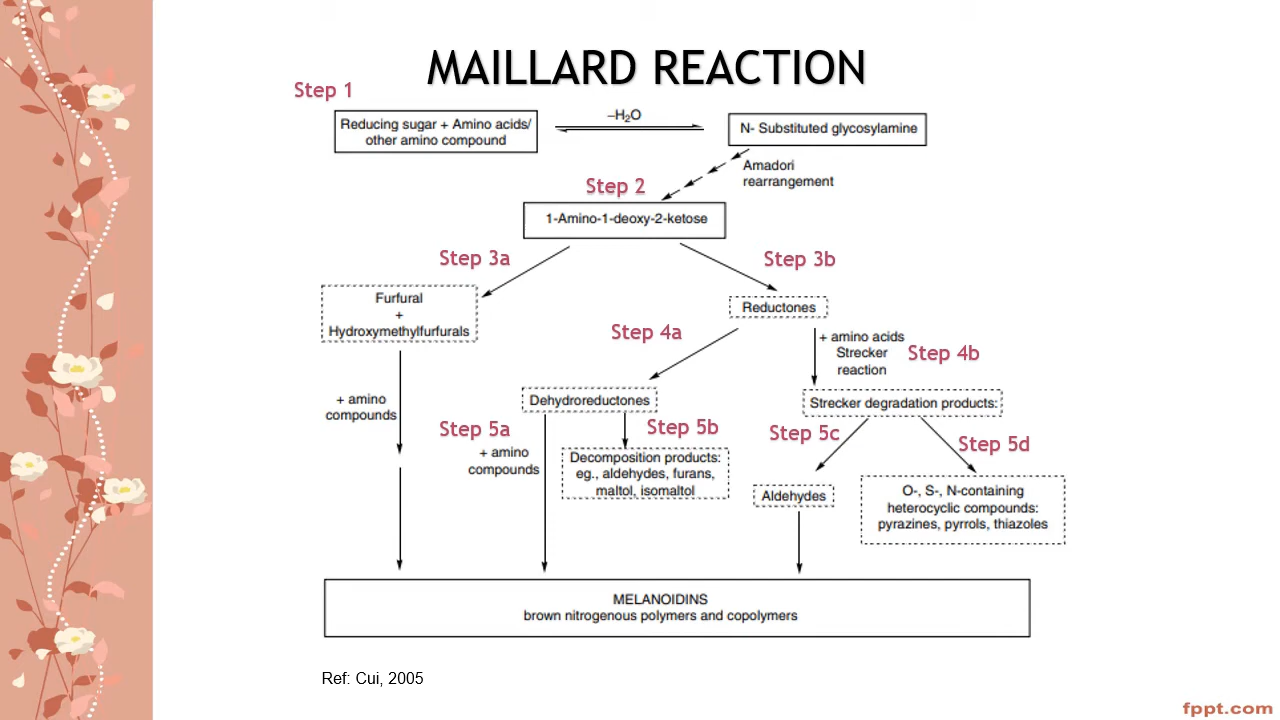 MAILLARD REACTION
Step 1
Reducing sugar + Amino acids/
other amino compound
–H₂O
N- Substituted glycosylamine
Amadori
rearrangement
Step 2
1-Amino-1-deoxy-2-ketose
Step 3a
Step 3b
Furfural
+
Hydroxymethylfurfurals
Reductones
Step 4a
+ amino acids
Strecker
reaction
Step 4b
+ amino
compounds
Dehydroreductones
Strecker degradation products:
Step 5a
+ amino
compounds
Step 5b
Step 5c
Step 5d
Decomposition products:
eg., aldehydes, furans,
maltol, isomaltol
Aldehydes
O-, S-, N-containing
heterocyclic compounds:
pyrazines, pyrrols, thiazoles
MELANOIDINS
brown nitrogenous polymers and copolymers
Ref: Cui, 2005
fppt.com